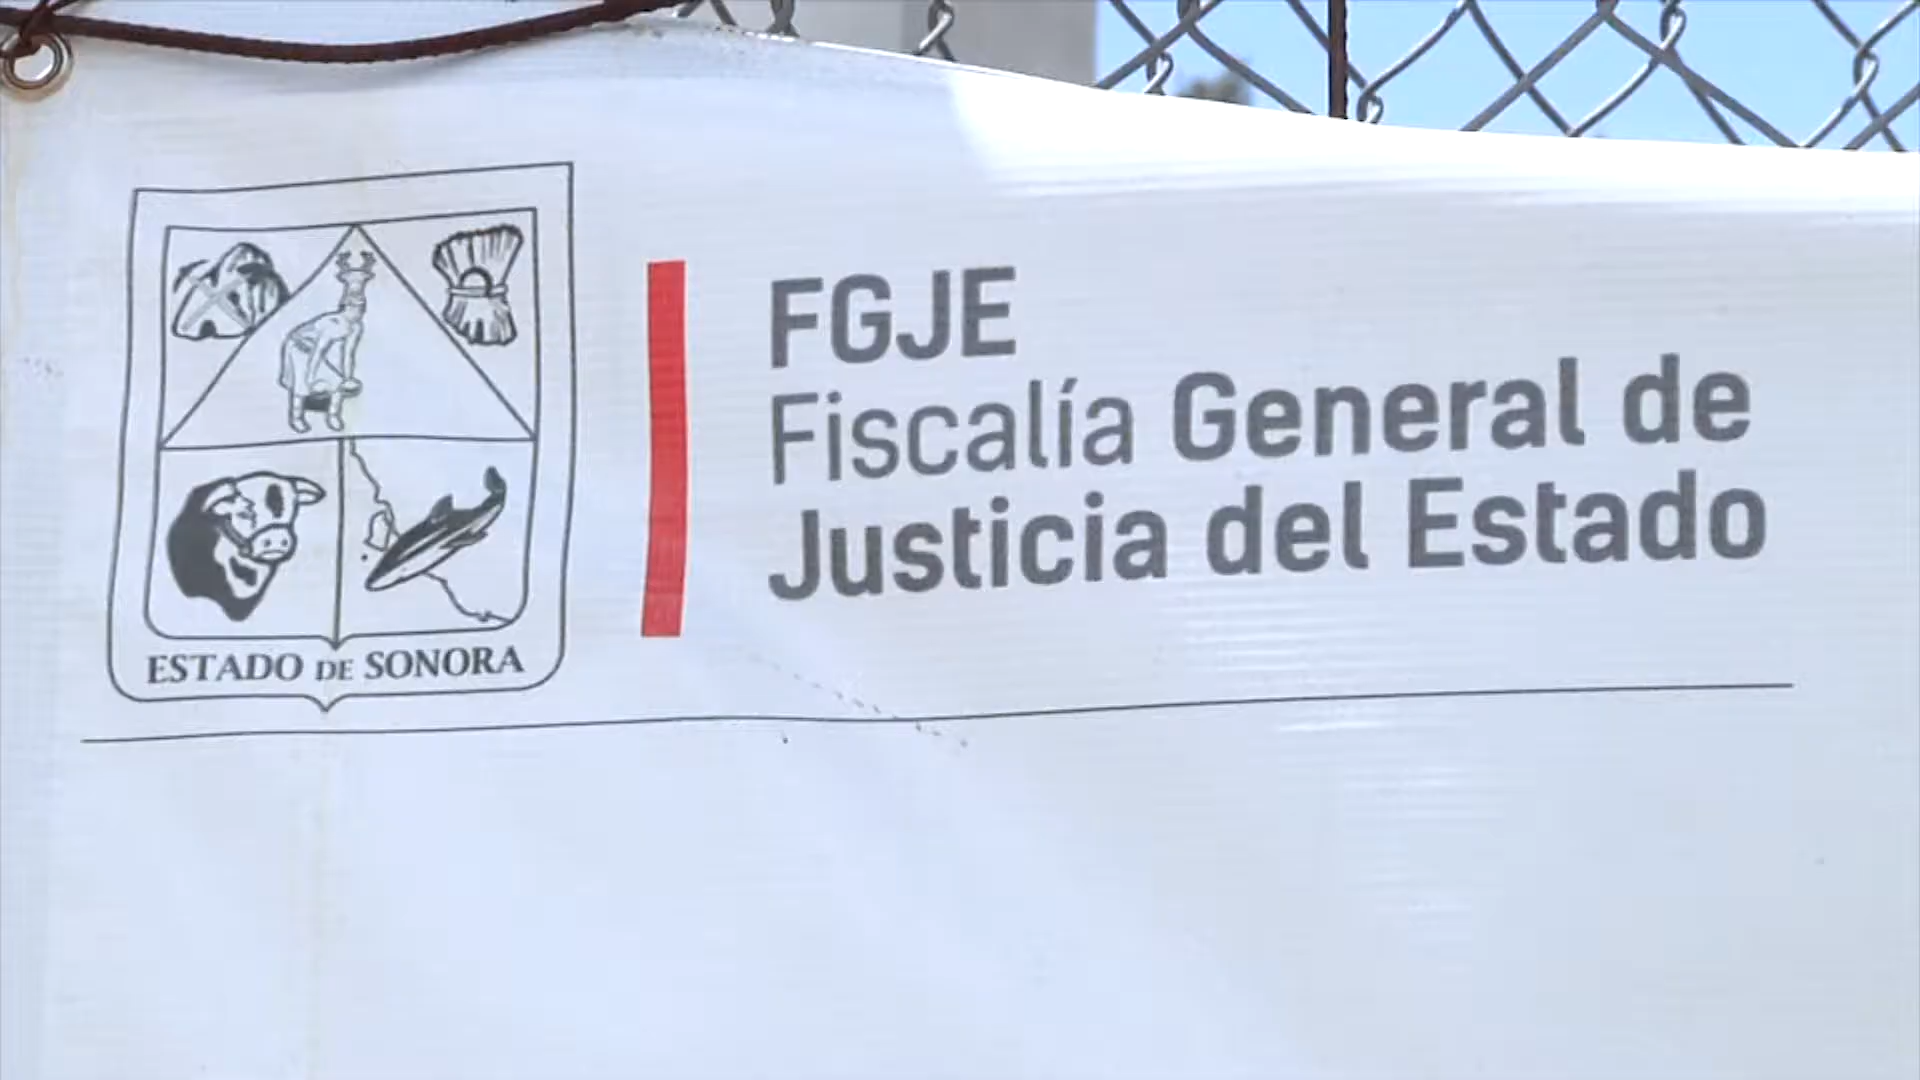 FGJE
Fiscalía General de
Justicia del Estado
ESTADO DE SONORA